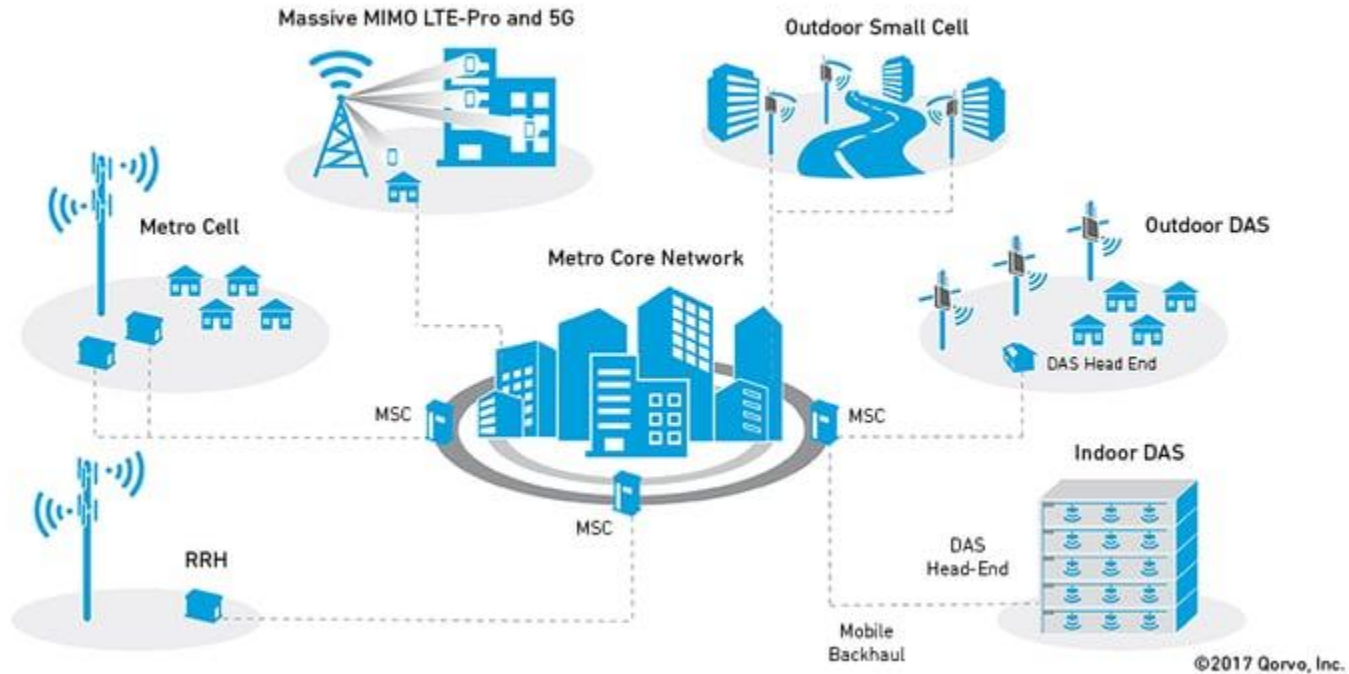 Massive MIMO LTE-Pro and 5G
Outdoor Small Cell
Metro Cell
Outdoor DAS
Metro Core Network
DAS Head End
MSC
MSC
Indoor DAS
MSC
RRH
DAS
Head-End
Mobile
Backhaul
©2017 Qorvo, Inc.